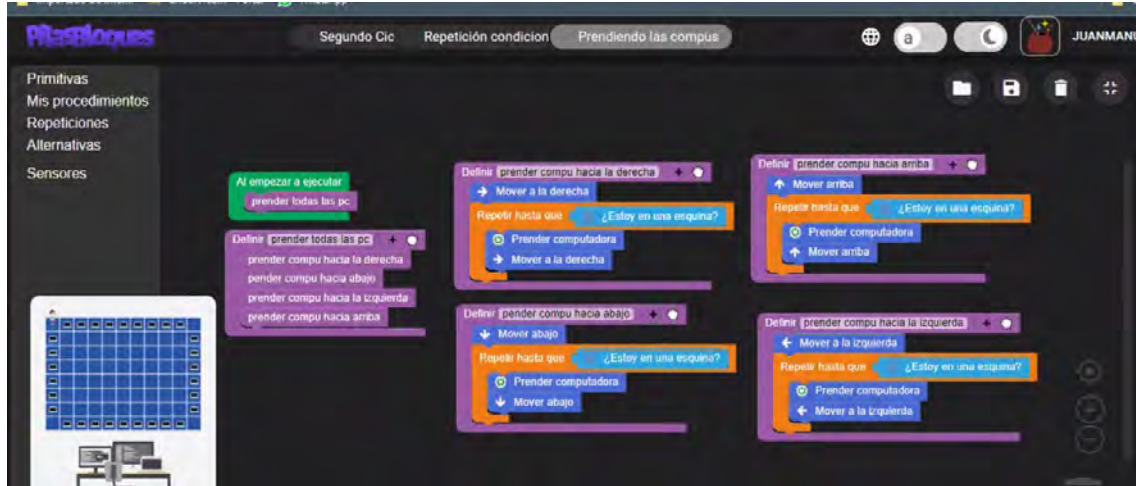 PilasBloques
Segundo Cic
Repetición condicion
Prendiendo las compus
a
JUANMANU
Primitivas
Mis procedimientos
Repeticiones
Alternativas
Sensores
Al empezar a ejecutar
prender todas las pc
Definir prender todas las pc +
prender compu hacia la derecha
pender compu hacia abajo
prender compu hacia la izquierda
prender compu hacia arriba
Definir prender compu hacia la derecha +
Mover a la derecha
Repetir hasta que ¿Estoy en una esquina?
Prender computadora
Mover a la derecha
Definir pender compu hacia abajo +
Mover abajo
Repetir hasta que ¿Estoy en una esquina?
Prender computadora
Mover abajo
Definir prender compu hacia arriba +
Mover arriba
Repetir hasta que ¿Estoy en una esquina?
Prender computadora
Mover arriba
Definir prender compu hacia la izquierda +
Mover a la izquierda
Repetir hasta que ¿Estoy en una esquina?
Prender computadora
Mover a la izquierda